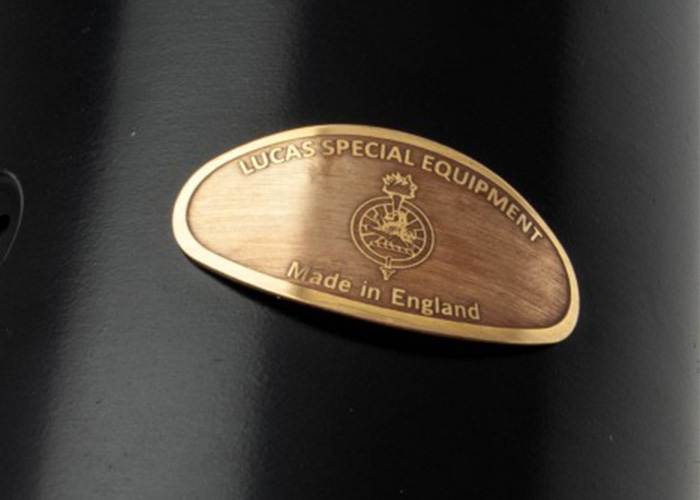 LUCAS SPECIAL EQUIPMENT
Made in England